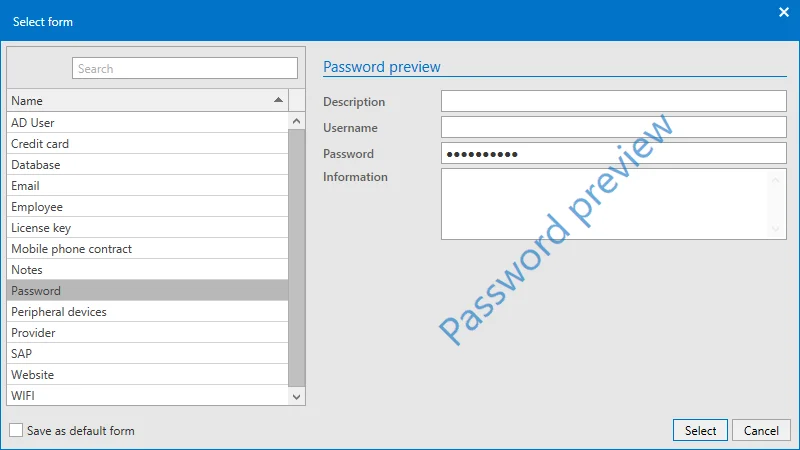 Select form
Search
Name
AD User
Credit card
Database
Email
Employee
License key
Mobile phone contract
Notes
Password
Peripheral devices
Provider
SAP
Website
WIFI
Password preview
Description
Username
Password ●●●●●●●●●●
Information
Password preview
Save as default form
Select
Cancel